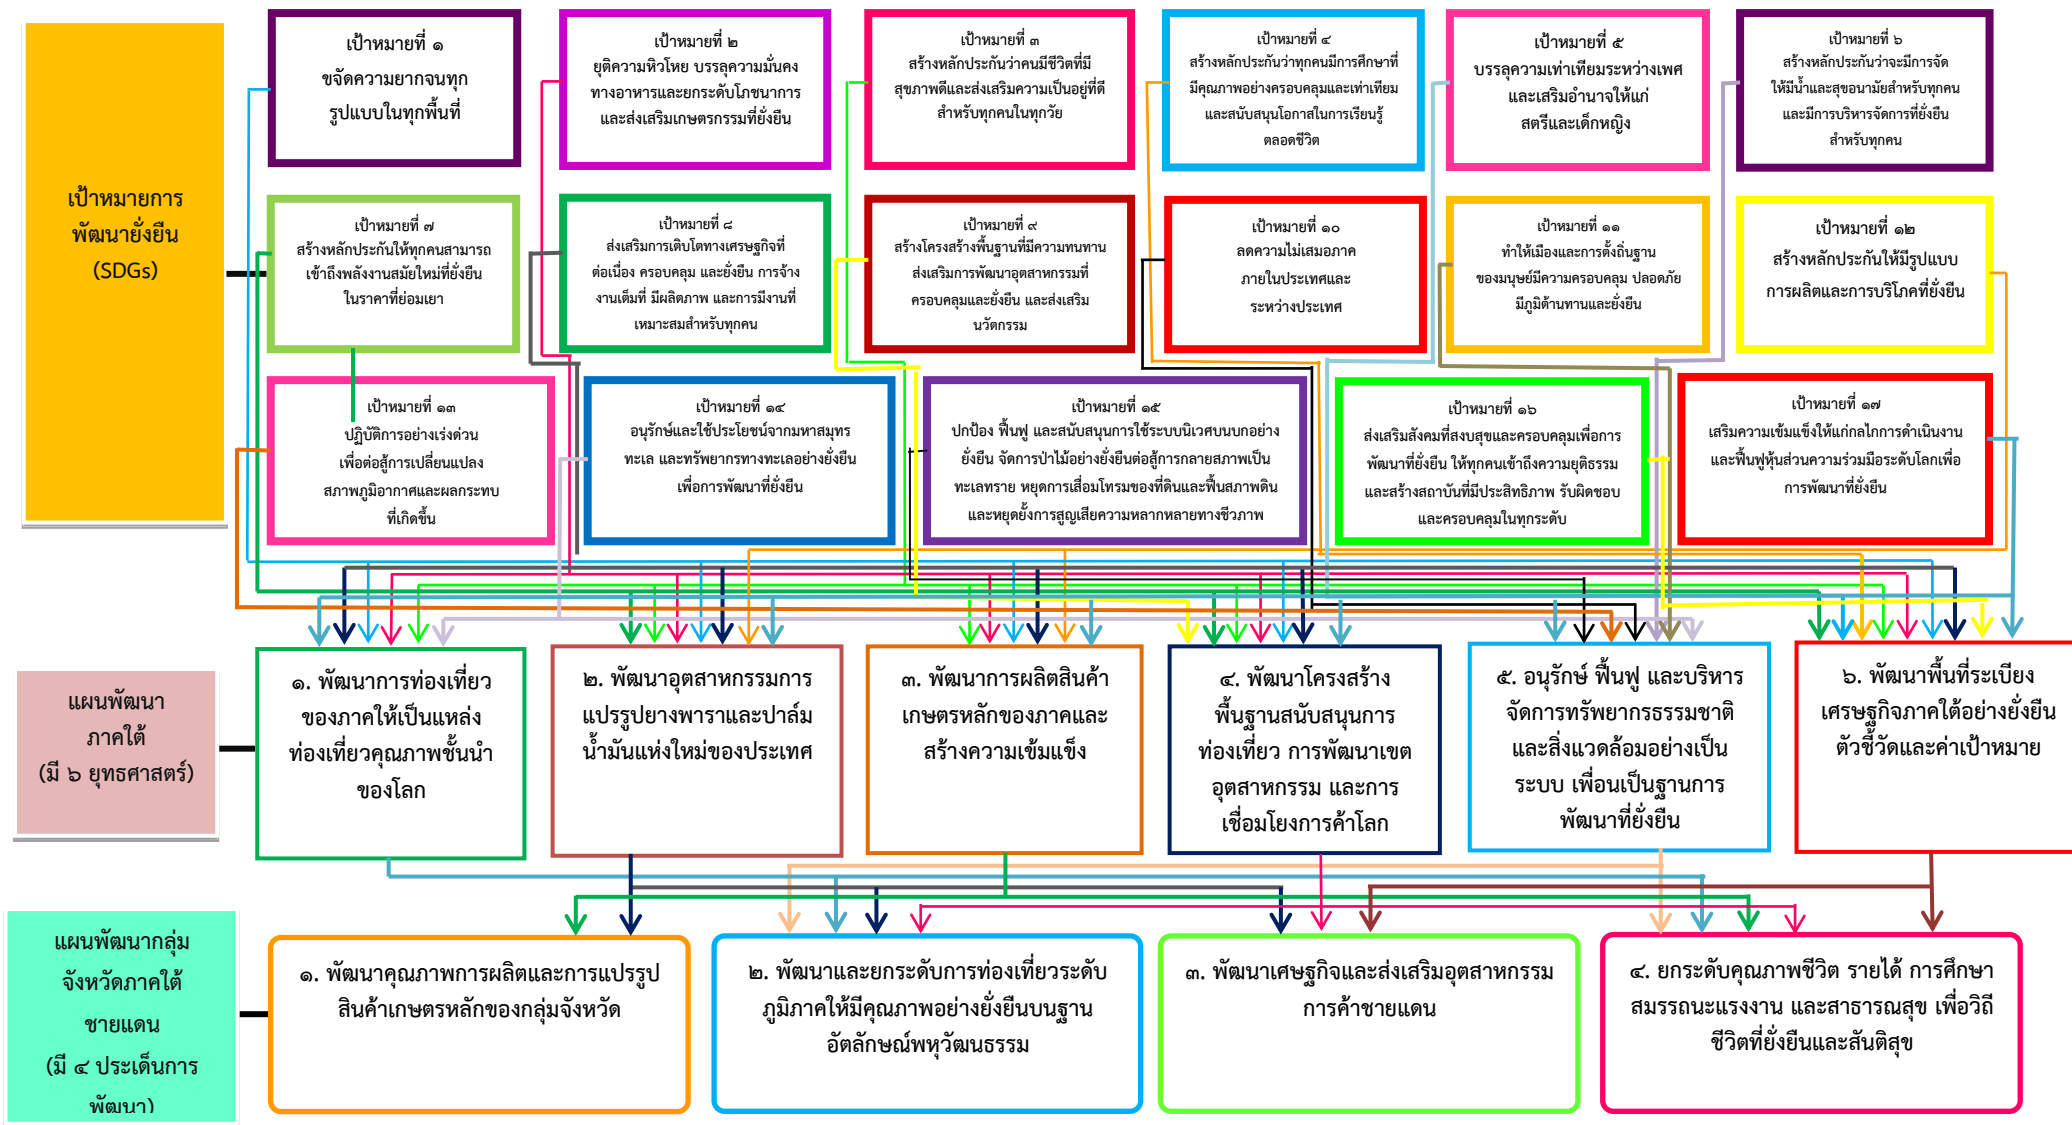 เป้าหมายการ
พัฒนายั่งยืน
(SDGs)
เป้าหมายที่ ๑
ขจัดความยากจนทุก
รูปแบบในทุกพื้นที่
เป้าหมายที่ ๒
ยุติความหิวโหย บรรลุความมั่นคง
ทางอาหารและยกระดับโภชนาการ
และส่งเสริมเกษตรกรรมที่ยั่งยืน
เป้าหมายที่ ๓
สร้างหลักประกันว่าคนมีชีวิตที่มี
สุขภาพดีและส่งเสริมความเป็นอยู่ที่ดี
สำหรับทุกคนในทุกวัย
เป้าหมายที่ ๔
สร้างหลักประกันว่าทุกคนมีการศึกษาที่
มีคุณภาพอย่างครอบคลุมและเท่าเทียม
และสนับสนุนโอกาสในการเรียนรู้
ตลอดชีวิต
เป้าหมายที่ ๕
บรรลุความเท่าเทียมระหว่างเพศ
และเสริมอำนาจให้แก่
สตรีและเด็กหญิง
เป้าหมายที่ ๖
สร้างหลักประกันว่าจะมีการจัด
ให้มีน้ำและสุขอนามัยสำหรับทุกคน
และมีการบริหารจัดการที่ยั่งยืน
สำหรับทุกคน
เป้าหมายที่ ๗
สร้างหลักประกันให้ทุกคนสามารถ
เข้าถึงพลังงานสมัยใหม่ที่ยั่งยืน
ในราคาที่ย่อมเยา
เป้าหมายที่ ๘
ส่งเสริมการเติบโตทางเศรษฐกิจที่
ต่อเนื่อง ครอบคลุม และยั่งยืน การจ้าง
งานเต็มที่ มีผลิตภาพ และการมีงานที่
เหมาะสมสำหรับทุกคน
เป้าหมายที่ ๙
สร้างโครงสร้างพื้นฐานที่มีความทนทาน
ส่งเสริมการพัฒนาอุตสาหกรรมที่
ครอบคลุมและยั่งยืน และส่งเสริม
นวัตกรรม
เป้าหมายที่ ๑๐
ลดความไม่เสมอภาค
ภายในประเทศและ
ระหว่างประเทศ
เป้าหมายที่ ๑๑
ทำให้เมืองและการตั้งถิ่นฐาน
ของมนุษย์มีความครอบคลุม ปลอดภัย
มีภูมิต้านทานและยั่งยืน
เป้าหมายที่ ๑๒
สร้างหลักประกันให้มีรูปแบบ
การผลิตและการบริโภคที่ยั่งยืน
เป้าหมายที่ ๑๓
ปฏิบัติการอย่างเร่งด่วน
เพื่อต่อสู้การเปลี่ยนแปลง
สภาพภูมิอากาศและผลกระทบ
ที่เกิดขึ้น
เป้าหมายที่ ๑๔
อนุรักษ์และใช้ประโยชน์จากมหาสมุทร
ทะเล และทรัพยากรทางทะเลอย่างยั่งยืน
เพื่อการพัฒนาที่ยั่งยืน
เป้าหมายที่ ๑๕
ปกป้อง ฟื้นฟู และสนับสนุนการใช้ระบบนิเวศบนบกอย่าง
ยั่งยืน จัดการป่าไม้อย่างยั่งยืนต่อสู้การกลายสภาพเป็น
ทะเลทราย หยุดการเสื่อมโทรมของที่ดินและฟื้นสภาพดิน
และหยุดยั้งการสูญเสียความหลากหลายทางชีวภาพ
เป้าหมายที่ ๑๖
ส่งเสริมสังคมที่สงบสุขและครอบคลุมเพื่อการ
พัฒนาที่ยั่งยืน ให้ทุกคนเข้าถึงความยุติธรรม
และสร้างสถาบันที่มีประสิทธิภาพ รับผิดชอบ
และครอบคลุมในทุกระดับ
เป้าหมายที่ ๑๗
เสริมความเข้มแข็งให้แก่กลไกการดำเนินงาน
และฟื้นฟูหุ้นส่วนความร่วมมือระดับโลกเพื่อ
การพัฒนาที่ยั่งยืน
แผนพัฒนา
ภาคใต้
(มี ๖ ยุทธศาสตร์)
๑. พัฒนาการท่องเที่ยว
ของภาคให้เป็นแหล่ง
ท่องเที่ยวคุณภาพชั้นนำ
ของโลก
๒. พัฒนาอุตสาหกรรมการ
แปรรูปยางพาราและปาล์ม
น้ำมันแห่งใหม่ของประเทศ
๓. พัฒนาการผลิตสินค้า
เกษตรหลักของภาคและ
สร้างความเข้มแข็ง
๔. พัฒนาโครงสร้าง
พื้นฐานสนับสนุนการ
ท่องเที่ยว การพัฒนาเขต
อุตสาหกรรม และการ
เชื่อมโยงการค้าโลก
๕. อนุรักษ์ ฟื้นฟู และบริหาร
จัดการทรัพยากรธรรมชาติ
และสิ่งแวดล้อมอย่างเป็น
ระบบ เพื่อนเป็นฐานการ
พัฒนาที่ยั่งยืน
๖. พัฒนาพื้นที่ระเบียง
เศรษฐกิจภาคใต้อย่างยั่งยืน
ตัวชี้วัดและค่าเป้าหมาย
แผนพัฒนากลุ่ม
จังหวัดภาคใต้
ชายแดน
(มี ๔ ประเด็นการ
พัฒนา)
๑. พัฒนาคุณภาพการผลิตและการแปรรูป
สินค้าเกษตรหลักของกลุ่มจังหวัด
๒. พัฒนาและยกระดับการท่องเที่ยวระดับ
ภูมิภาคให้มีคุณภาพอย่างยั่งยืนบนฐาน
อัตลักษณ์พหุวัฒนธรรม
๓. พัฒนาเศษฐกิจและส่งเสริมอุตสาหกรรม
การค้าชายแดน
๔. ยกระดับคุณภาพชีวิต รายได้ การศึกษา
สมรรถนะแรงงาน และสาธารณสุข เพื่อวิถี
ชีวิตที่ยั่งยืนและสันติสุข